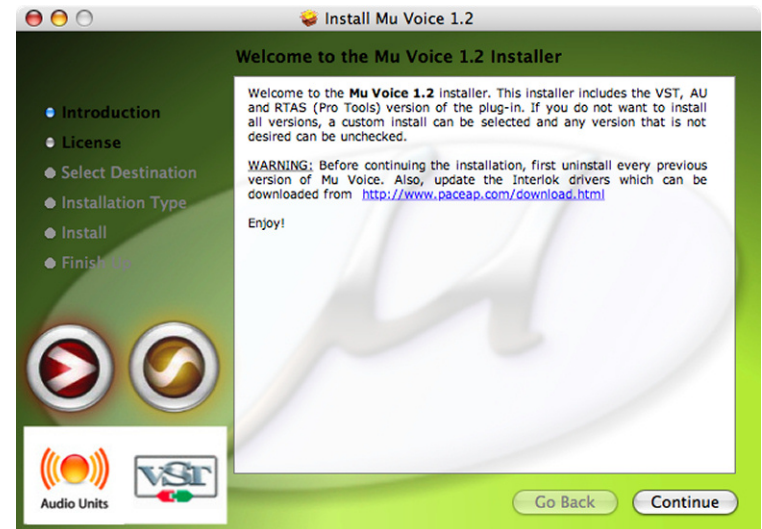 Install Mu Voice 1.2
Welcome to the Mu Voice 1.2 Installer
Introduction
License
Select Destination
Installation Type
Install
Finish
Welcome to the Mu Voice 1.2 installer. This installer includes the VST, AU
and RTAS (Pro Tools) version of the plug-in. If you do not want to install
all versions, a custom install can be selected and any version that is not
desired can be unchecked.
WARNING: Before continuing the installation, first uninstall every previous
version of Mu Voice. Also, update the Interlok drivers which can be
downloaded from http://www.paceap.com/download.html
Enjoy!
μ
Audio Units
VST
Go Back
Continue